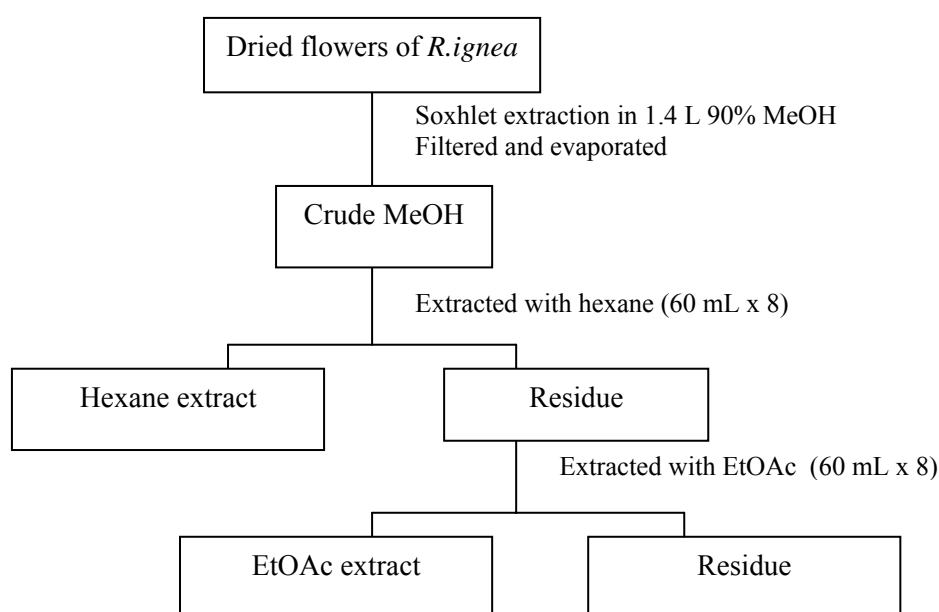 Dried flowers of R.ignea
Soxhlet extraction in 1.4 L 90% MeOH
Filtered and evaporated
Crude MeOH
Extracted with hexane (60 mL x 8)
Hexane extract
Residue
Extracted with EtOAc (60 mL x 8)
EtOAc extract
Residue